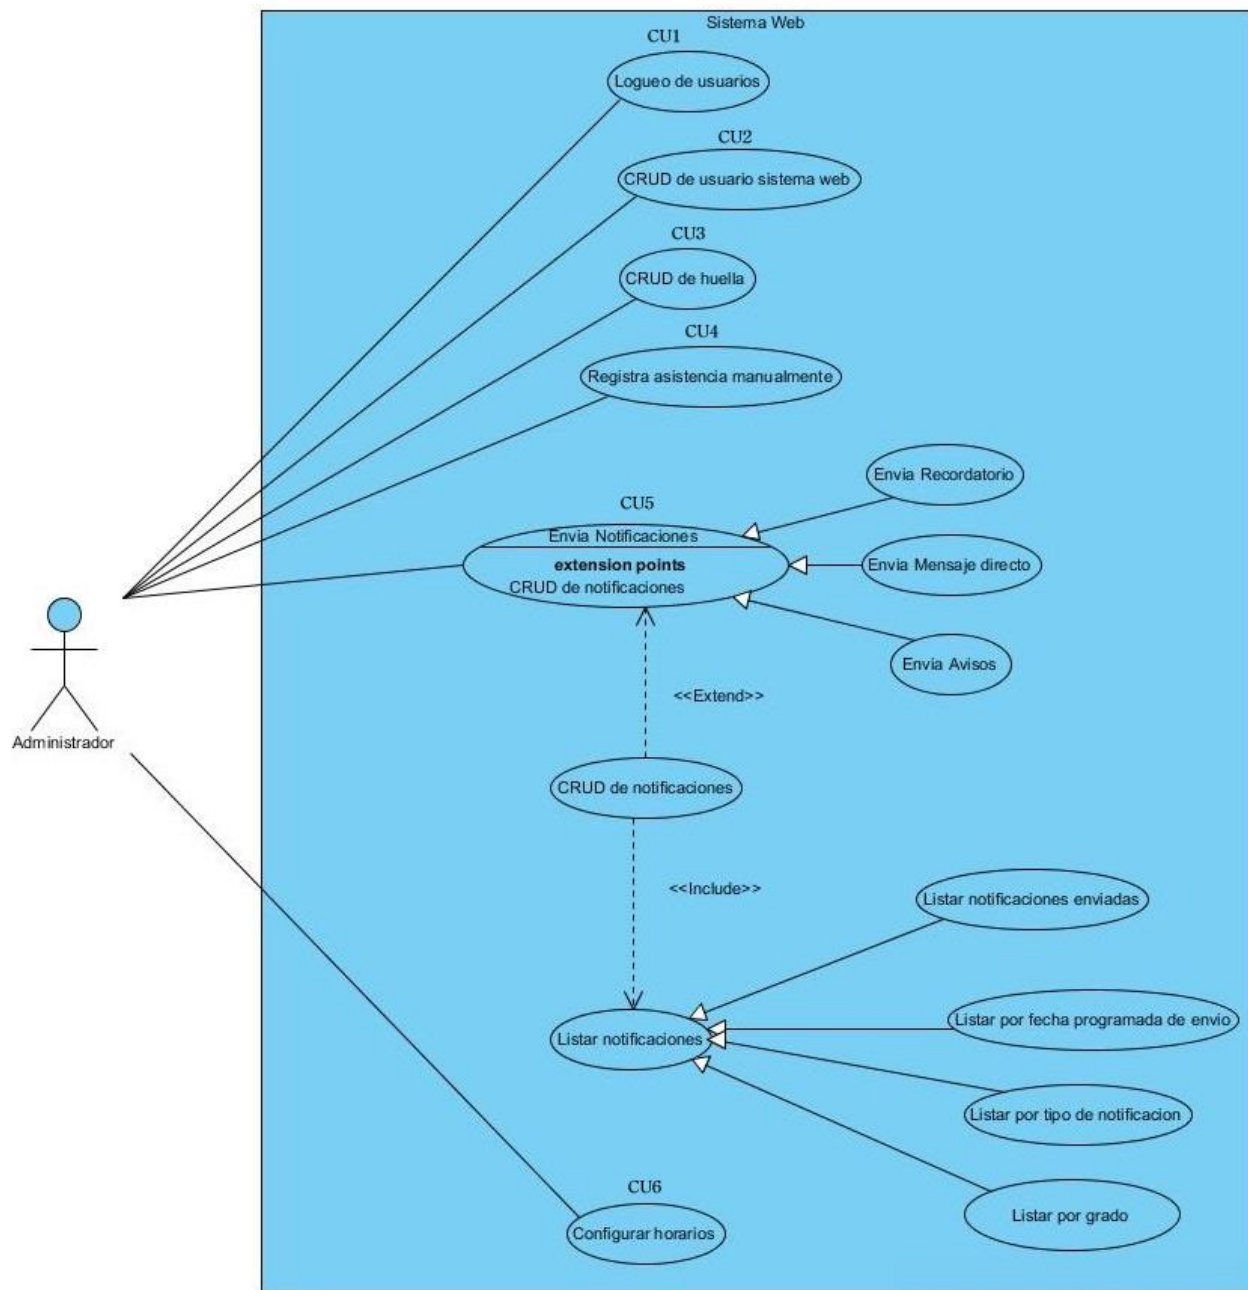 Sistema Web
CU1
Logueo de usuarios
CU2
CRUD de usuario sistema web
CU3
CRUD de huella
CU4
Registra asistencia manualmente
Envia Recordatorio
CU5
Envia Notificaciones
extension points
CRUD de notificaciones
Envia Mensaje directo
Envia Avisos
<<Extend>>
Administrador
CRUD de notificaciones
<<Include>>
Listar notificaciones enviadas
Listar por fecha programada de envio
Listar notificaciones
Listar por tipo de notificacion
CU6
Listar por grado
Configurar horarios